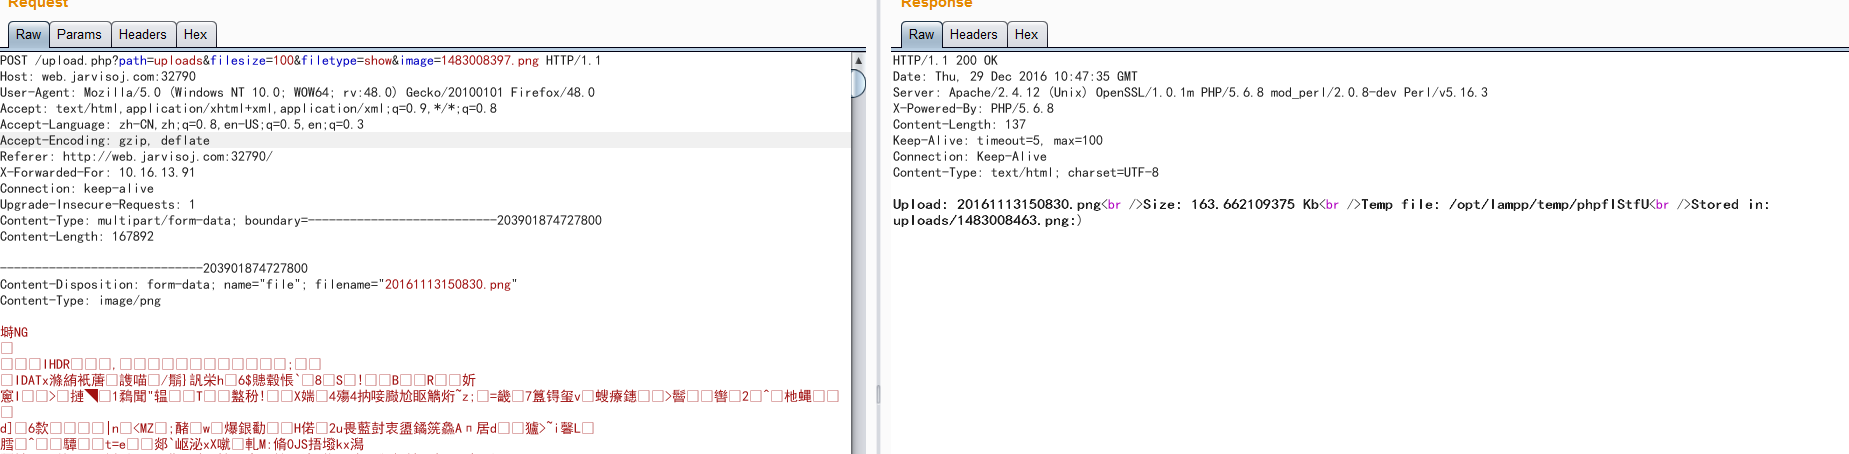 Request
Raw Params Headers Hex
POST /upload.php?path=uploads&filesize=100&filetype=show&image=1483008397.png HTTP/1.1
Host: web.jarvisoj.com:32790
User-Agent: Mozilla/5.0 (Windows NT 10.0; WOW64; rv:48.0) Gecko/20100101 Firefox/48.0
Accept: text/html,application/xhtml+xml,application/xml;q=0.9,*/*;q=0.8
Accept-Language: zh-CN,zh;q=0.8,en-US;q=0.5,en;q=0.3
Accept-Encoding: gzip, deflate
Referer: http://web.jarvisoj.com:32790/
X-Forwarded-For: 10.16.13.91
Connection: keep-alive
Upgrade-Insecure-Requests: 1
Content-Type: multipart/form-data; boundary=---------------------------203901874727800
Content-Length: 167892
-----------------------------203901874727800
Content-Disposition: form-data; name="file"; filename="20161113150830.png"
Content-Type: image/png
塒NG
IHDR
Response
Raw Headers Hex
HTTP/1.1 200 OK
Date: Thu, 29 Dec 2016 10:47:35 GMT
Server: Apache/2.4.12 (Unix) OpenSSL/1.0.1m PHP/5.6.8 mod_perl/2.0.8-dev Perl/v5.16.3
X-Powered-By: PHP/5.6.8
Content-Length: 137
Keep-Alive: timeout=5, max=100
Connection: Keep-Alive
Content-Type: text/html; charset=UTF-8
Upload: 20161113150830.png<br />Size: 163.662109375 Kb<br />Temp file: /opt/lampp/temp/phpflStfU<br />Stored in:
uploads/1483008463.png:)